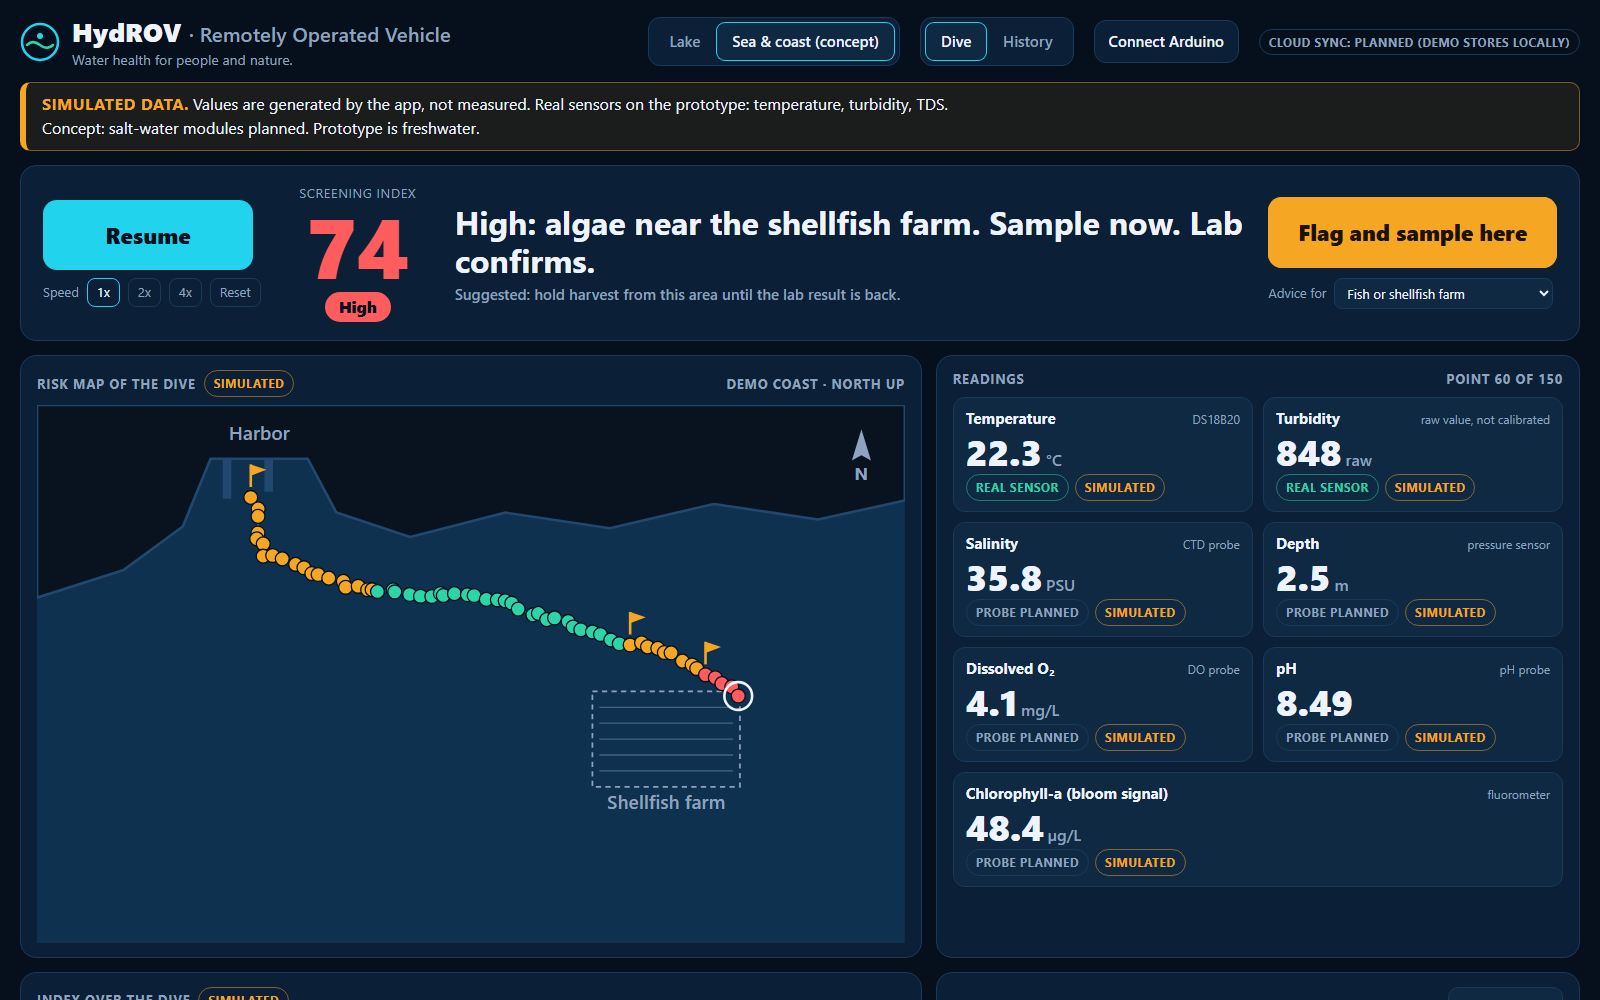 HydROV · Remotely Operated Vehicle
Water health for people and nature.
Lake
Sea & coast (concept)
Dive
History
Connect Arduino
CLOUD SYNC: PLANNED (DEMO STORES LOCALLY)
SIMULATED DATA. Values are generated by the app, not measured. Real sensors on the prototype: temperature, turbidity, TDS.
Concept: salt-water modules planned. Prototype is freshwater.
Resume
Speed
1x
2x
4x
Reset
SCREENING INDEX
74
High
High: algae near the shellfish farm. Sample now. Lab
confirms.
Suggested: hold harvest from this area until the lab result is back.
Flag and sample here
Advice for
Fish or shellfish farm
RISK MAP OF THE DIVE
SIMULATED
DEMO COAST · NORTH UP
Harbor
N
Shellfish farm
READINGS
POINT 60 OF 150
Temperature
DS18B20
22.3 °C
REAL SENSOR
SIMULATED
Turbidity
raw value, not calibrated
848 raw
REAL SENSOR
SIMULATED
Salinity
CTD probe
35.8 PSU
PROBE PLANNED
SIMULATED
Depth
pressure sensor
2.5 m
PROBE PLANNED
SIMULATED
Dissolved O₂
DO probe
4.1 mg/L
PROBE PLANNED
SIMULATED
pH
pH probe
8.49
PROBE PLANNED
SIMULATED
Chlorophyll-a (bloom signal)
fluorometer
48.4 µg/L
PROBE PLANNED
SIMULATED
INDEX OVER THE DIVE
SIMULATED